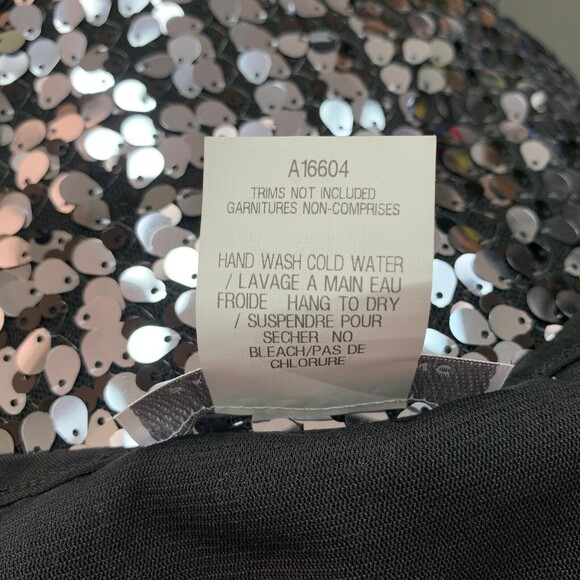 A16604
TRIMS NOT INCLUDED
GARNITURES NON-COMPRISES
HAND WASH COLD WATER
/ LAVAGE A MAIN EAU
FROIDE HANG TO DRY
/ SUSPENDRE POUR
SECHER NO
BLEACH/PAS DE
CHLORURE